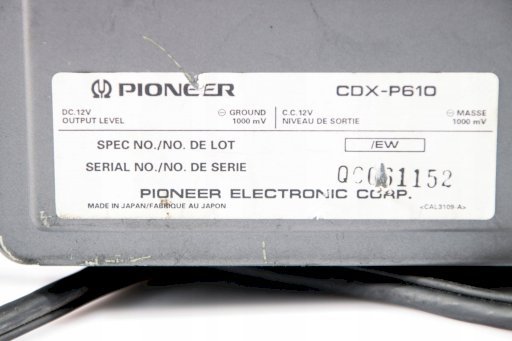 PIONEER CDX-P610
DC.12V ⊖ GROUND C.C.12V ⊖ MASSE
OUTPUT LEVEL 1000 mV NIVEAU DE SORTIE 1000 mV
SPEC NO./NO. DE LOT /EW
SERIAL NO./NO. DE SERIE
PIONEER ELECTRONIC CORP.
MADE IN JAPAN/FABRIQUE AU JAPON <CAL3109-A>